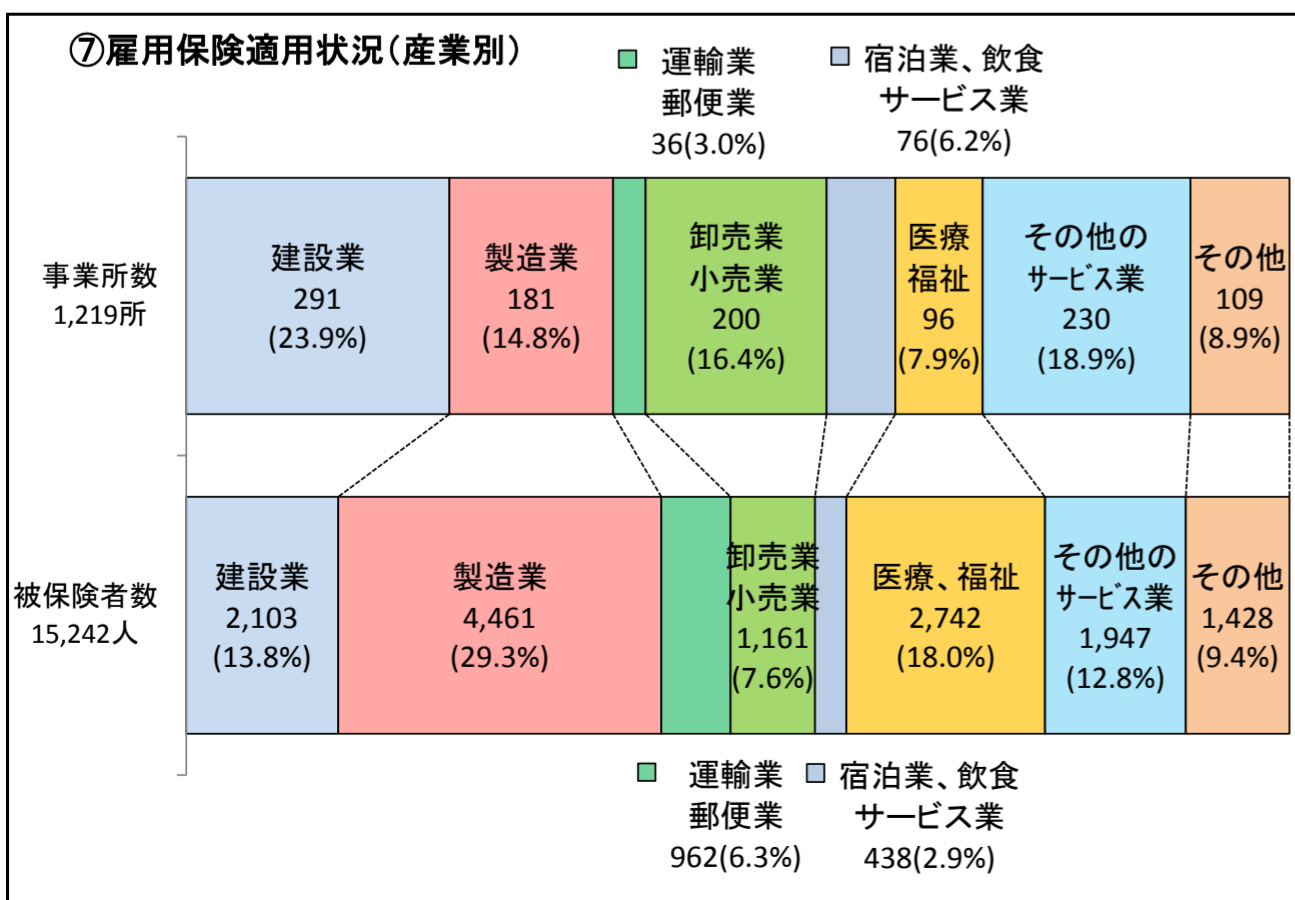 ⑦雇用保険適用状況(産業別)
運輸業
郵便業
36(3.0%)
宿泊業、飲食
サービス業
76(6.2%)
事業所数
1,219所
建設業
291
(23.9%)
製造業
181
(14.8%)
卸売業
小売業
200
(16.4%)
医療
福祉
96
(7.9%)
その他の
ｻｰﾋﾞｽ業
230
(18.9%)
その他
109
(8.9%)
被保険者数
15,242人
建設業
2,103
(13.8%)
製造業
4,461
(29.3%)
卸売業
小売業
1,161
(7.6%)
医療、福祉
2,742
(18.0%)
その他の
ｻｰﾋﾞｽ業
1,947
(12.8%)
その他
1,428
(9.4%)
運輸業
郵便業
962(6.3%)
宿泊業、飲食
サービス業
438(2.9%)